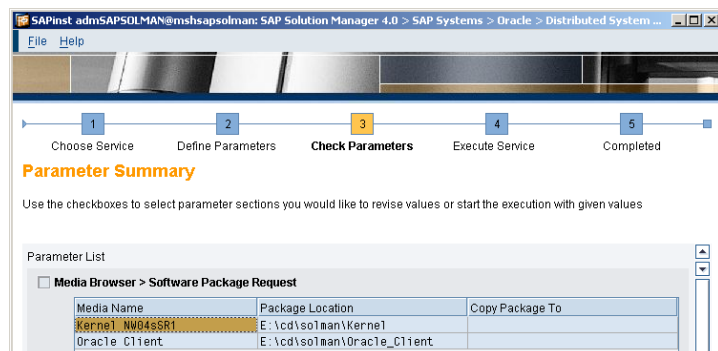 SAPinst admSAPSOLMAN@mshsapsolman: SAP Solution Manager 4.0 > SAP Systems > Oracle > Distributed System ...
File Help
1 2 3 4 5
Choose Service Define Parameters Check Parameters Execute Service Completed
Parameter Summary
Use the checkboxes to select parameter sections you would like to revise values or start the execution with given values
Parameter List
Media Browser > Software Package Request
Media Name Package Location Copy Package To
Kernel NW04sSR1 E:\cd\solman\Kernel
Oracle Client E:\cd\solman\Oracle_Client